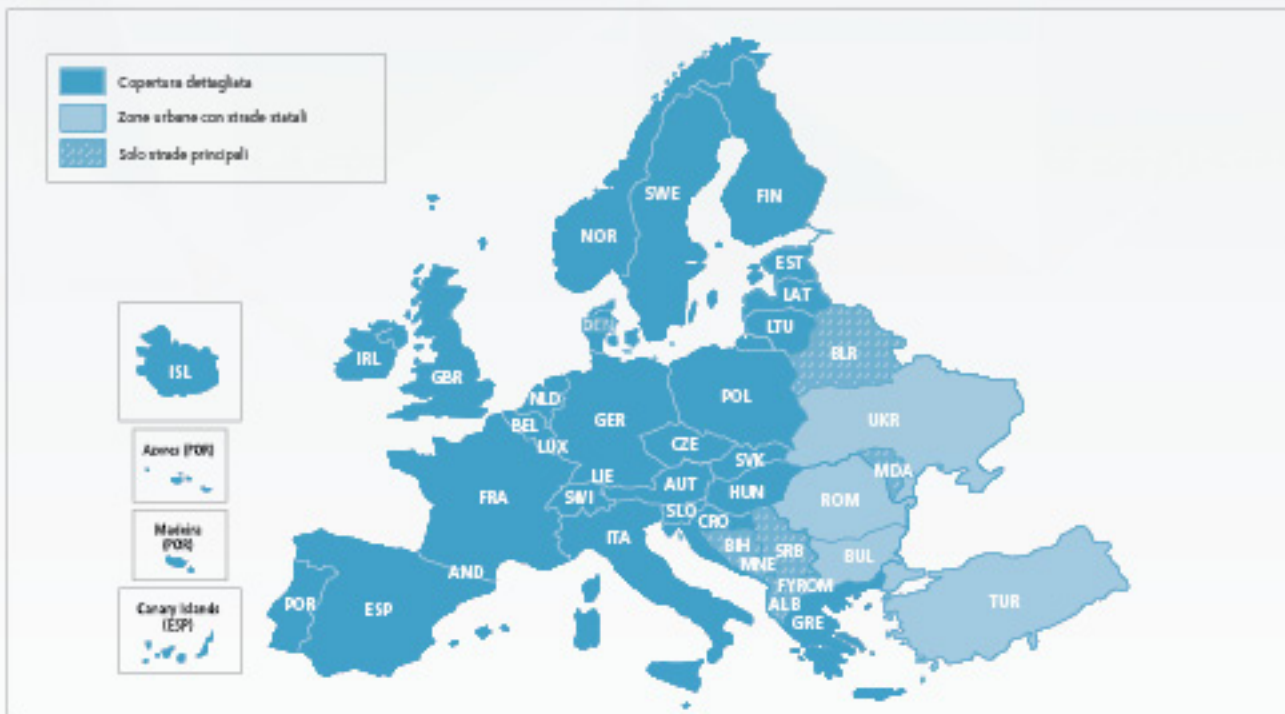 Copertura dettagliata
Zone urbane con strade statali
Solo strade principali
SWE
FIN
NOR
EST
LAT
DEN
LTU
ISL
IRL
GBR
BLR
NLD
POL
BEL
GER
UKR
LUX
CZE
Azores (POR)
SVK
MDA
LIE
AUT
HUN
FRA
SWI
ROM
SLO
CRO
Madeira
(POR)
ITA
BIH
SRB
BUL
MNE
AND
FYROM
Canary Islands
(ESP)
POR
ESP
ALB
TUR
GRE